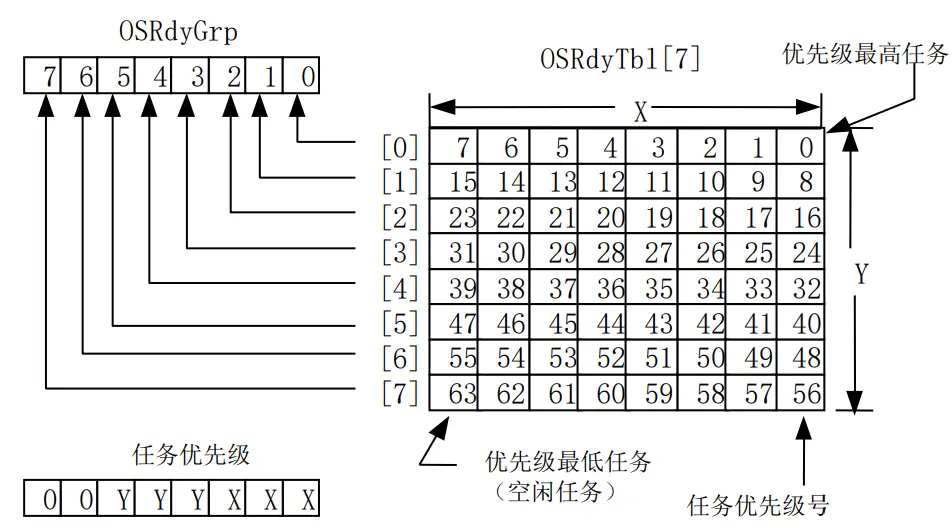 OSRdyGrp
7 6 5 4 3 2 1 0
OSRdyTbl[7]
优先级最高任务
X
[0] 7 6 5 4 3 2 1 0
[1] 15 14 13 12 11 10 9 8
[2] 23 22 21 20 19 18 17 16
[3] 31 30 29 28 27 26 25 24
[4] 39 38 37 36 35 34 33 32
[5] 47 46 45 44 43 42 41 40
[6] 55 54 53 52 51 50 49 48
[7] 63 62 61 60 59 58 57 56
Y
任务优先级
0 0 Y Y Y X X X
优先级最低任务
（空闲任务）
任务优先级号